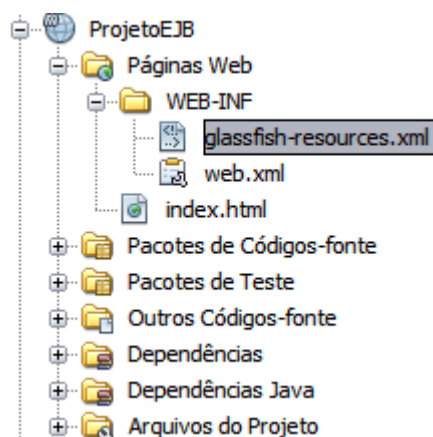 ProjetoEJB
Páginas Web
WEB-INF
glassfish-resources.xml
web.xml
index.html
Pacotes de Códigos-fonte
Pacotes de Teste
Outros Códigos-fonte
Dependências
Dependências Java
Arquivos do Projeto